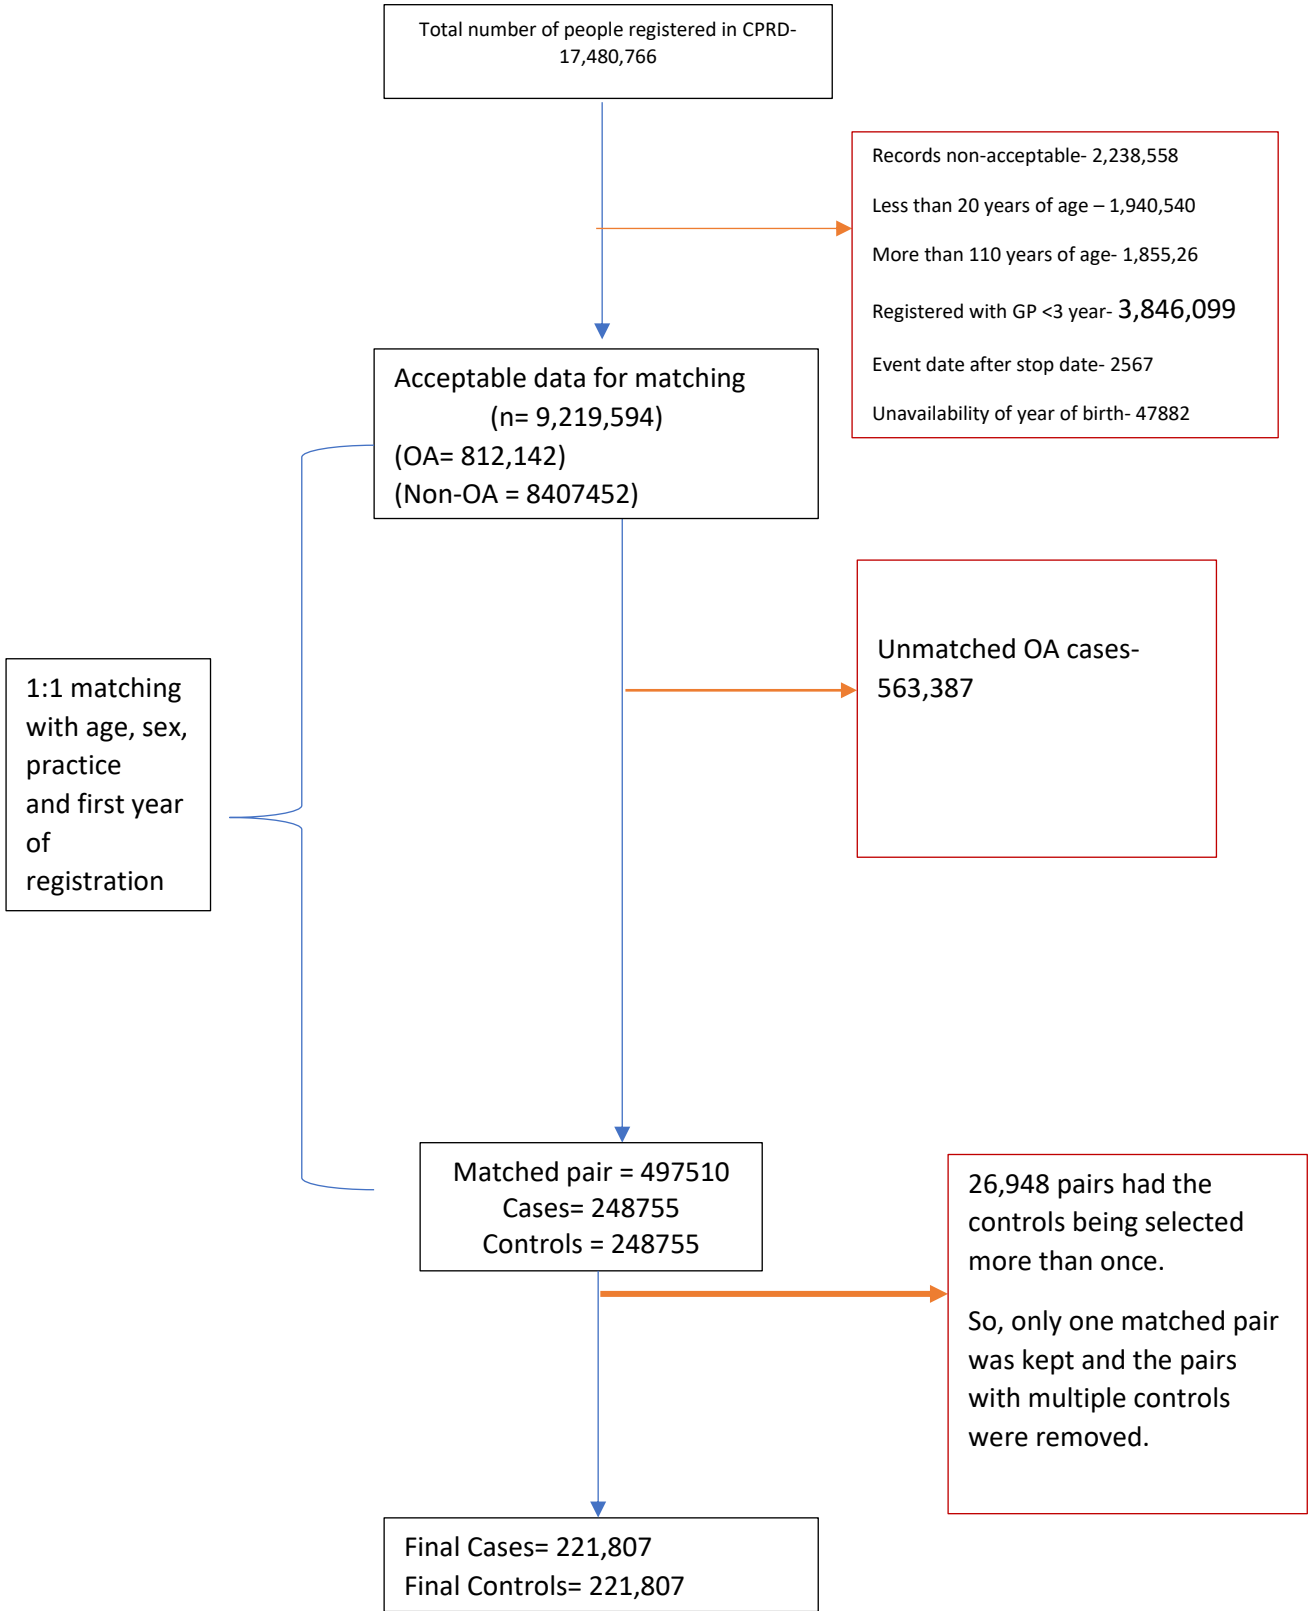 Total number of people registered in CPRD-
17,480,766
Records non-acceptable- 2,238,558
Less than 20 years of age – 1,940,540
More than 110 years of age- 1,855,26
Registered with GP <3 year- 3,846,099
Event date after stop date- 2567
Unavailability of year of birth- 47882
Acceptable data for matching
(n= 9,219,594)
(OA= 812,142)
(Non-OA = 8407452)
Unmatched OA cases-
563,387
1:1 matching
with age, sex,
practice
and first year
of
registration
Matched pair = 497510
Cases= 248755
Controls = 248755
26,948 pairs had the
controls being selected
more than once.
So, only one matched pair
was kept and the pairs
with multiple controls
were removed.
Final Cases= 221,807
Final Controls= 221,807